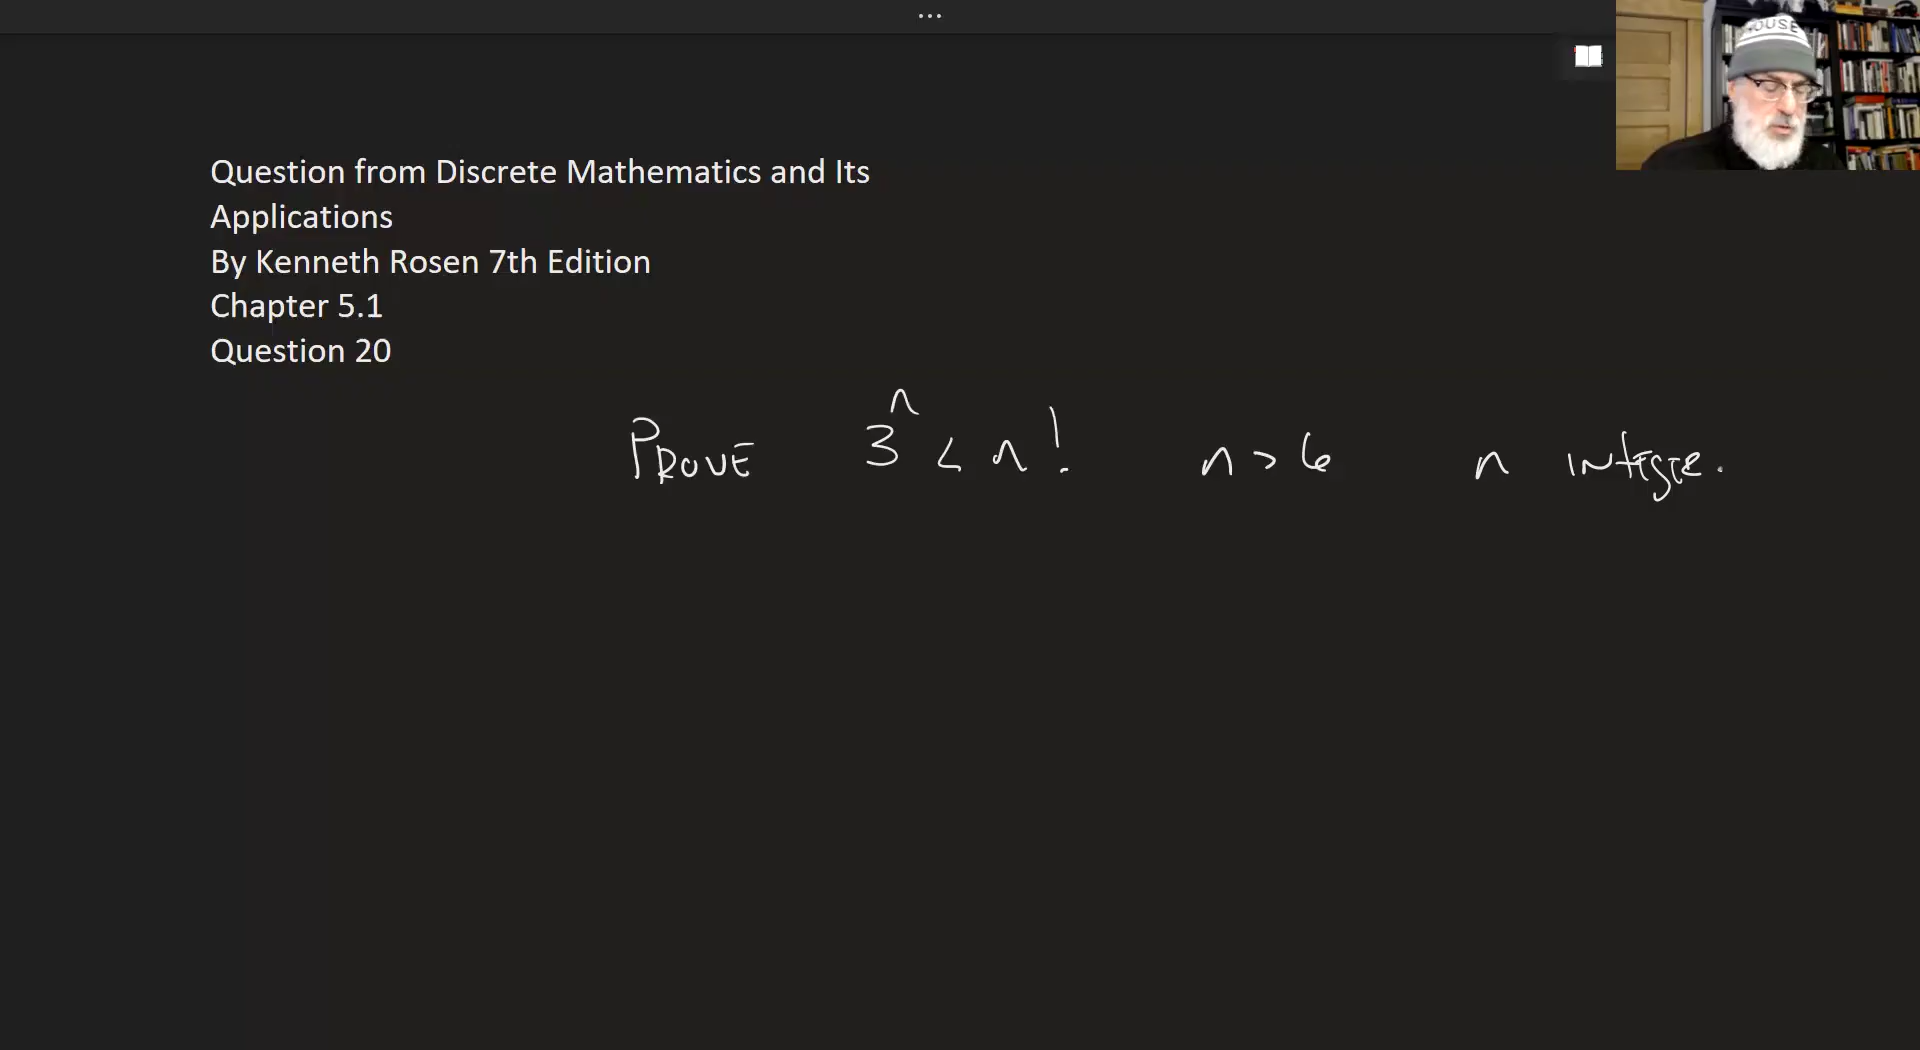 OUSE
Question from Discrete Mathematics and Its
Applications
By Kenneth Rosen 7th Edition
Chapter 5.1
Question 20
PROVE 3^n < n! n > 6 n INTEGER.